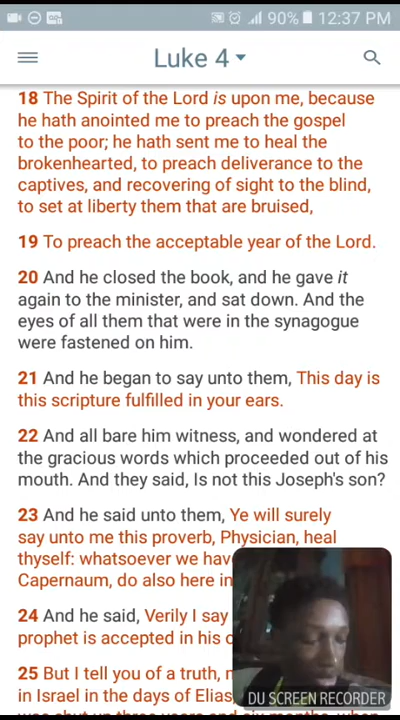 90% 12:37 PM
Luke 4
18 The Spirit of the Lord is upon me, because
he hath anointed me to preach the gospel
to the poor; he hath sent me to heal the
brokenhearted, to preach deliverance to the
captives, and recovering of sight to the blind,
to set at liberty them that are bruised,
19 To preach the acceptable year of the Lord.
20 And he closed the book, and he gave it
again to the minister, and sat down. And the
eyes of all them that were in the synagogue
were fastened on him.
21 And he began to say unto them, This day is
this scripture fulfilled in your ears.
22 And all bare him witness, and wondered at
the gracious words which proceeded out of his
mouth. And they said, Is not this Joseph's son?
23 And he said unto them, Ye will surely
say unto me this proverb, Physician, heal
thyself: whatsoever we hav
Capernaum, do also here in
24 And he said, Verily I say
prophet is accepted in his
25 But I tell you of a truth,
in Israel in the days of Elias,
was shut up three years and six months, when
DU SCREEN RECORDER